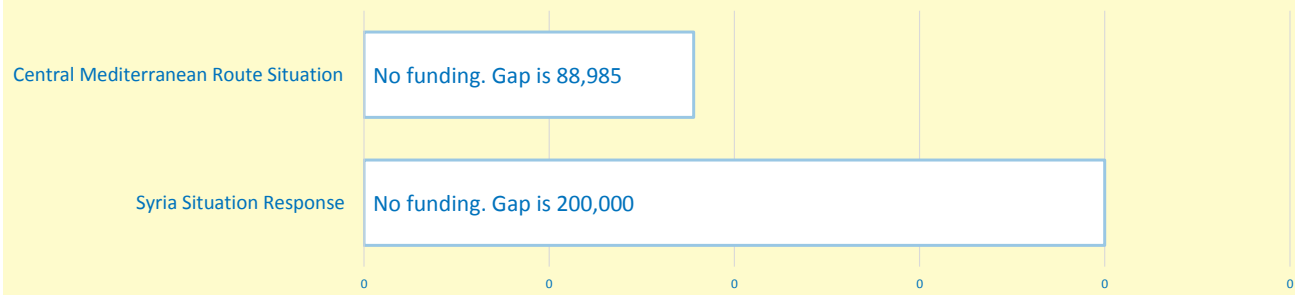 Central Mediterranean Route Situation
No funding. Gap is 88,985
Syria Situation Response
No funding. Gap is 200,000
0 0 0 0 0 0